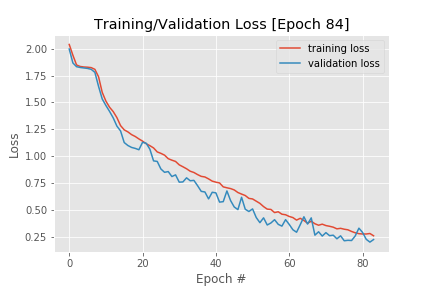 Training/Validation Loss [Epoch 84]
training loss
validation loss
2.00
1.75
1.50
1.25
1.00
0.75
0.50
0.25
Loss
0 20 40 60 80
Epoch #